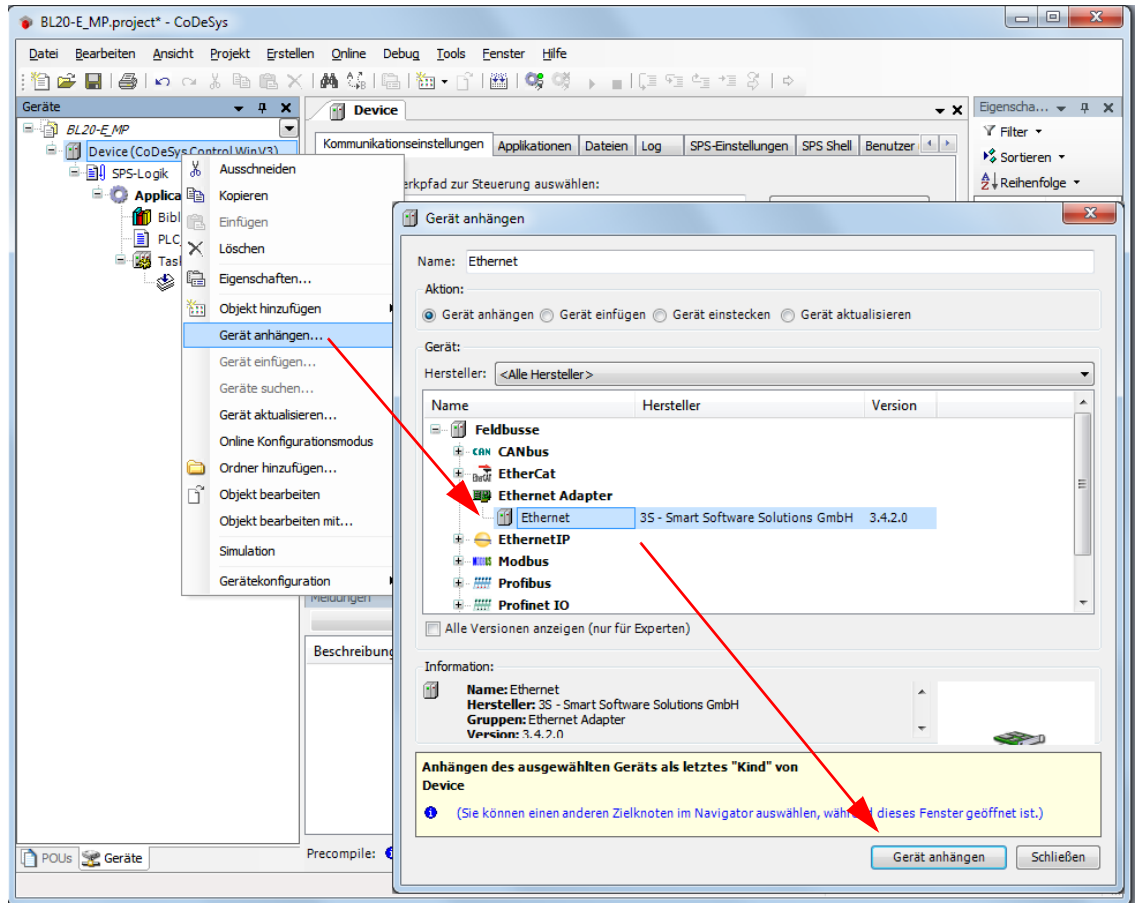 BL20-E_MP.project* - CoDeSys
Datei Bearbeiten Ansicht Projekt Erstellen Online Debug Tools Fenster Hilfe
Geräte
BL20-E_MP
Device (CoDeSys Control Win V3)
SPS-Logik
Applica
Bibl
PLC_
Tasl
POUs Geräte
Ausschneiden
Kopieren
Einfügen
Löschen
Eigenschaften...
Objekt hinzufügen
Gerät anhängen...
Gerät einfügen...
Geräte suchen...
Gerät aktualisieren...
Online Konfigurationsmodus
Ordner hinzufügen...
Objekt bearbeiten
Objekt bearbeiten mit...
Simulation
Gerätekonfiguration
Device
Kommunikationseinstellungen Applikationen Dateien Log SPS-Einstellungen SPS Shell Benutzer
erkpfad zur Steuerung auswählen:
Meldungen
Beschreibung
Precompile:
Eigenscha...
Filter
Sortieren
Reihenfolge
Gerät anhängen
Name: Ethernet
Aktion:
Gerät anhängen Gerät einfügen Gerät einstecken Gerät aktualisieren
Gerät:
Hersteller: <Alle Hersteller>
Name Hersteller Version
Feldbusse
CAN CANbus
EtherCat
Ethernet Adapter
Ethernet 3S - Smart Software Solutions GmbH 3.4.2.0
EthernetIP
Modbus
Profibus
Profinet IO
Alle Versionen anzeigen (nur für Experten)
Information:
Name: Ethernet
Hersteller: 3S - Smart Software Solutions GmbH
Gruppen: Ethernet Adapter
Version: 3.4.2.0
Anhängen des ausgewählten Geräts als letztes "Kind" von
Device
(Sie können einen anderen Zielknoten im Navigator auswählen, während dieses Fenster geöffnet ist.)
Gerät anhängen Schließen